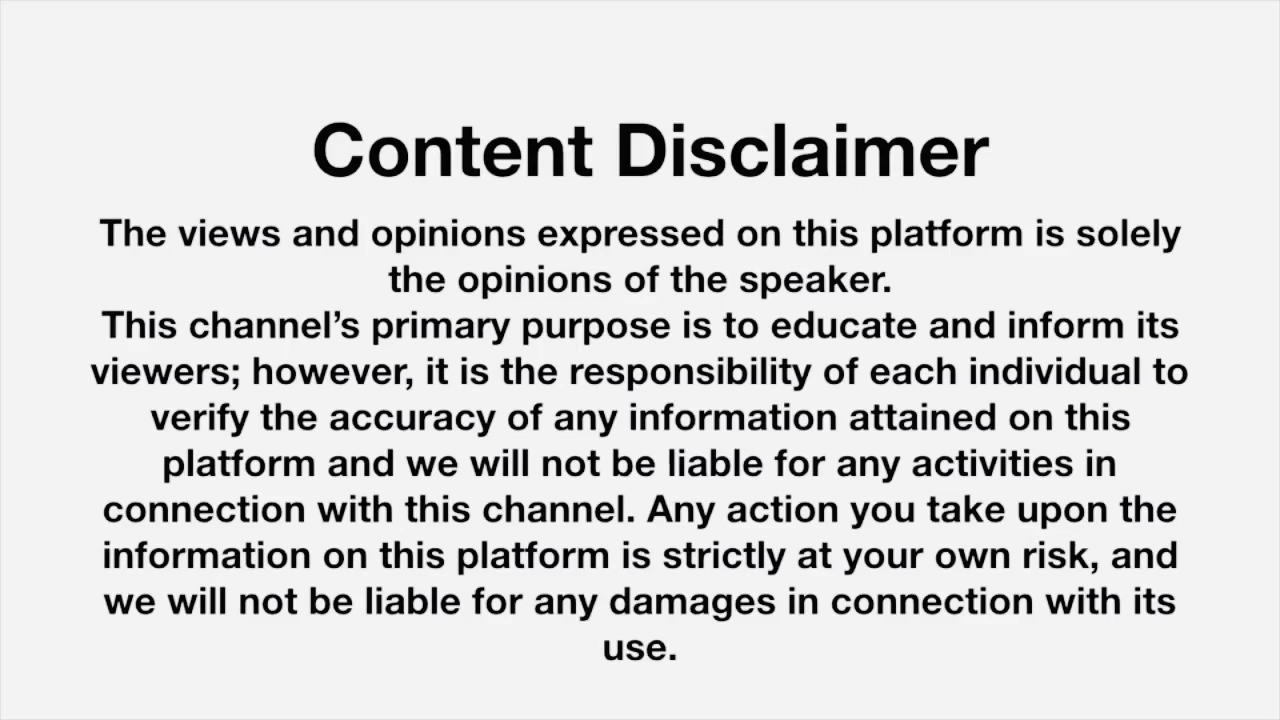 Content Disclaimer
The views and opinions expressed on this platform is solely
the opinions of the speaker.
This channel’s primary purpose is to educate and inform its
viewers; however, it is the responsibility of each individual to
verify the accuracy of any information attained on this
platform and we will not be liable for any activities in
connection with this channel. Any action you take upon the
information on this platform is strictly at your own risk, and
we will not be liable for any damages in connection with its
use.